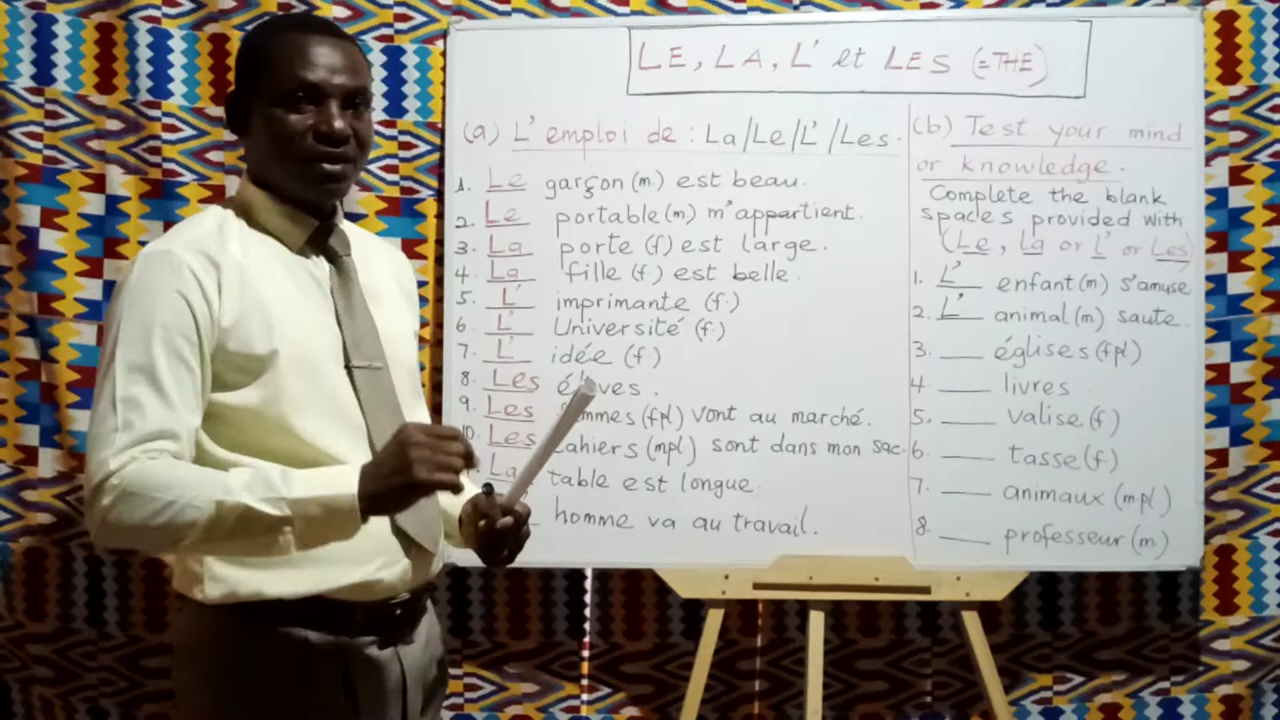 LE, LA, L' et LES (=THE)
(a) L'emploi de : La/Le/L'/Les.
1. Le garçon (m.) est beau.
2. Le portable (m) m'appartient.
3. La porte (f) est large.
4. La fille (f.) est belle.
5. L' imprimante (f.)
6. L' Université (f.)
7. L' idée (f)
8. Les élèves.
9. Les femmes (fpl) vont au marché.
10. Les cahiers (mpl) sont dans mon sac.
La table est longue.
homme va au travail.
(b) Test your mind
or knowledge.
Complete the blank
spaces provided with
(Le, La or L' or Les)
1. L' enfant (m) s'amuse
2. L' animal (m) saute.
3. ___ églises (fpl)
4 ___ livres
5. ___ valise (f)
6. ___ tasse (f)
7. ___ animaux (mpl)
8. ___ professeur (m.)